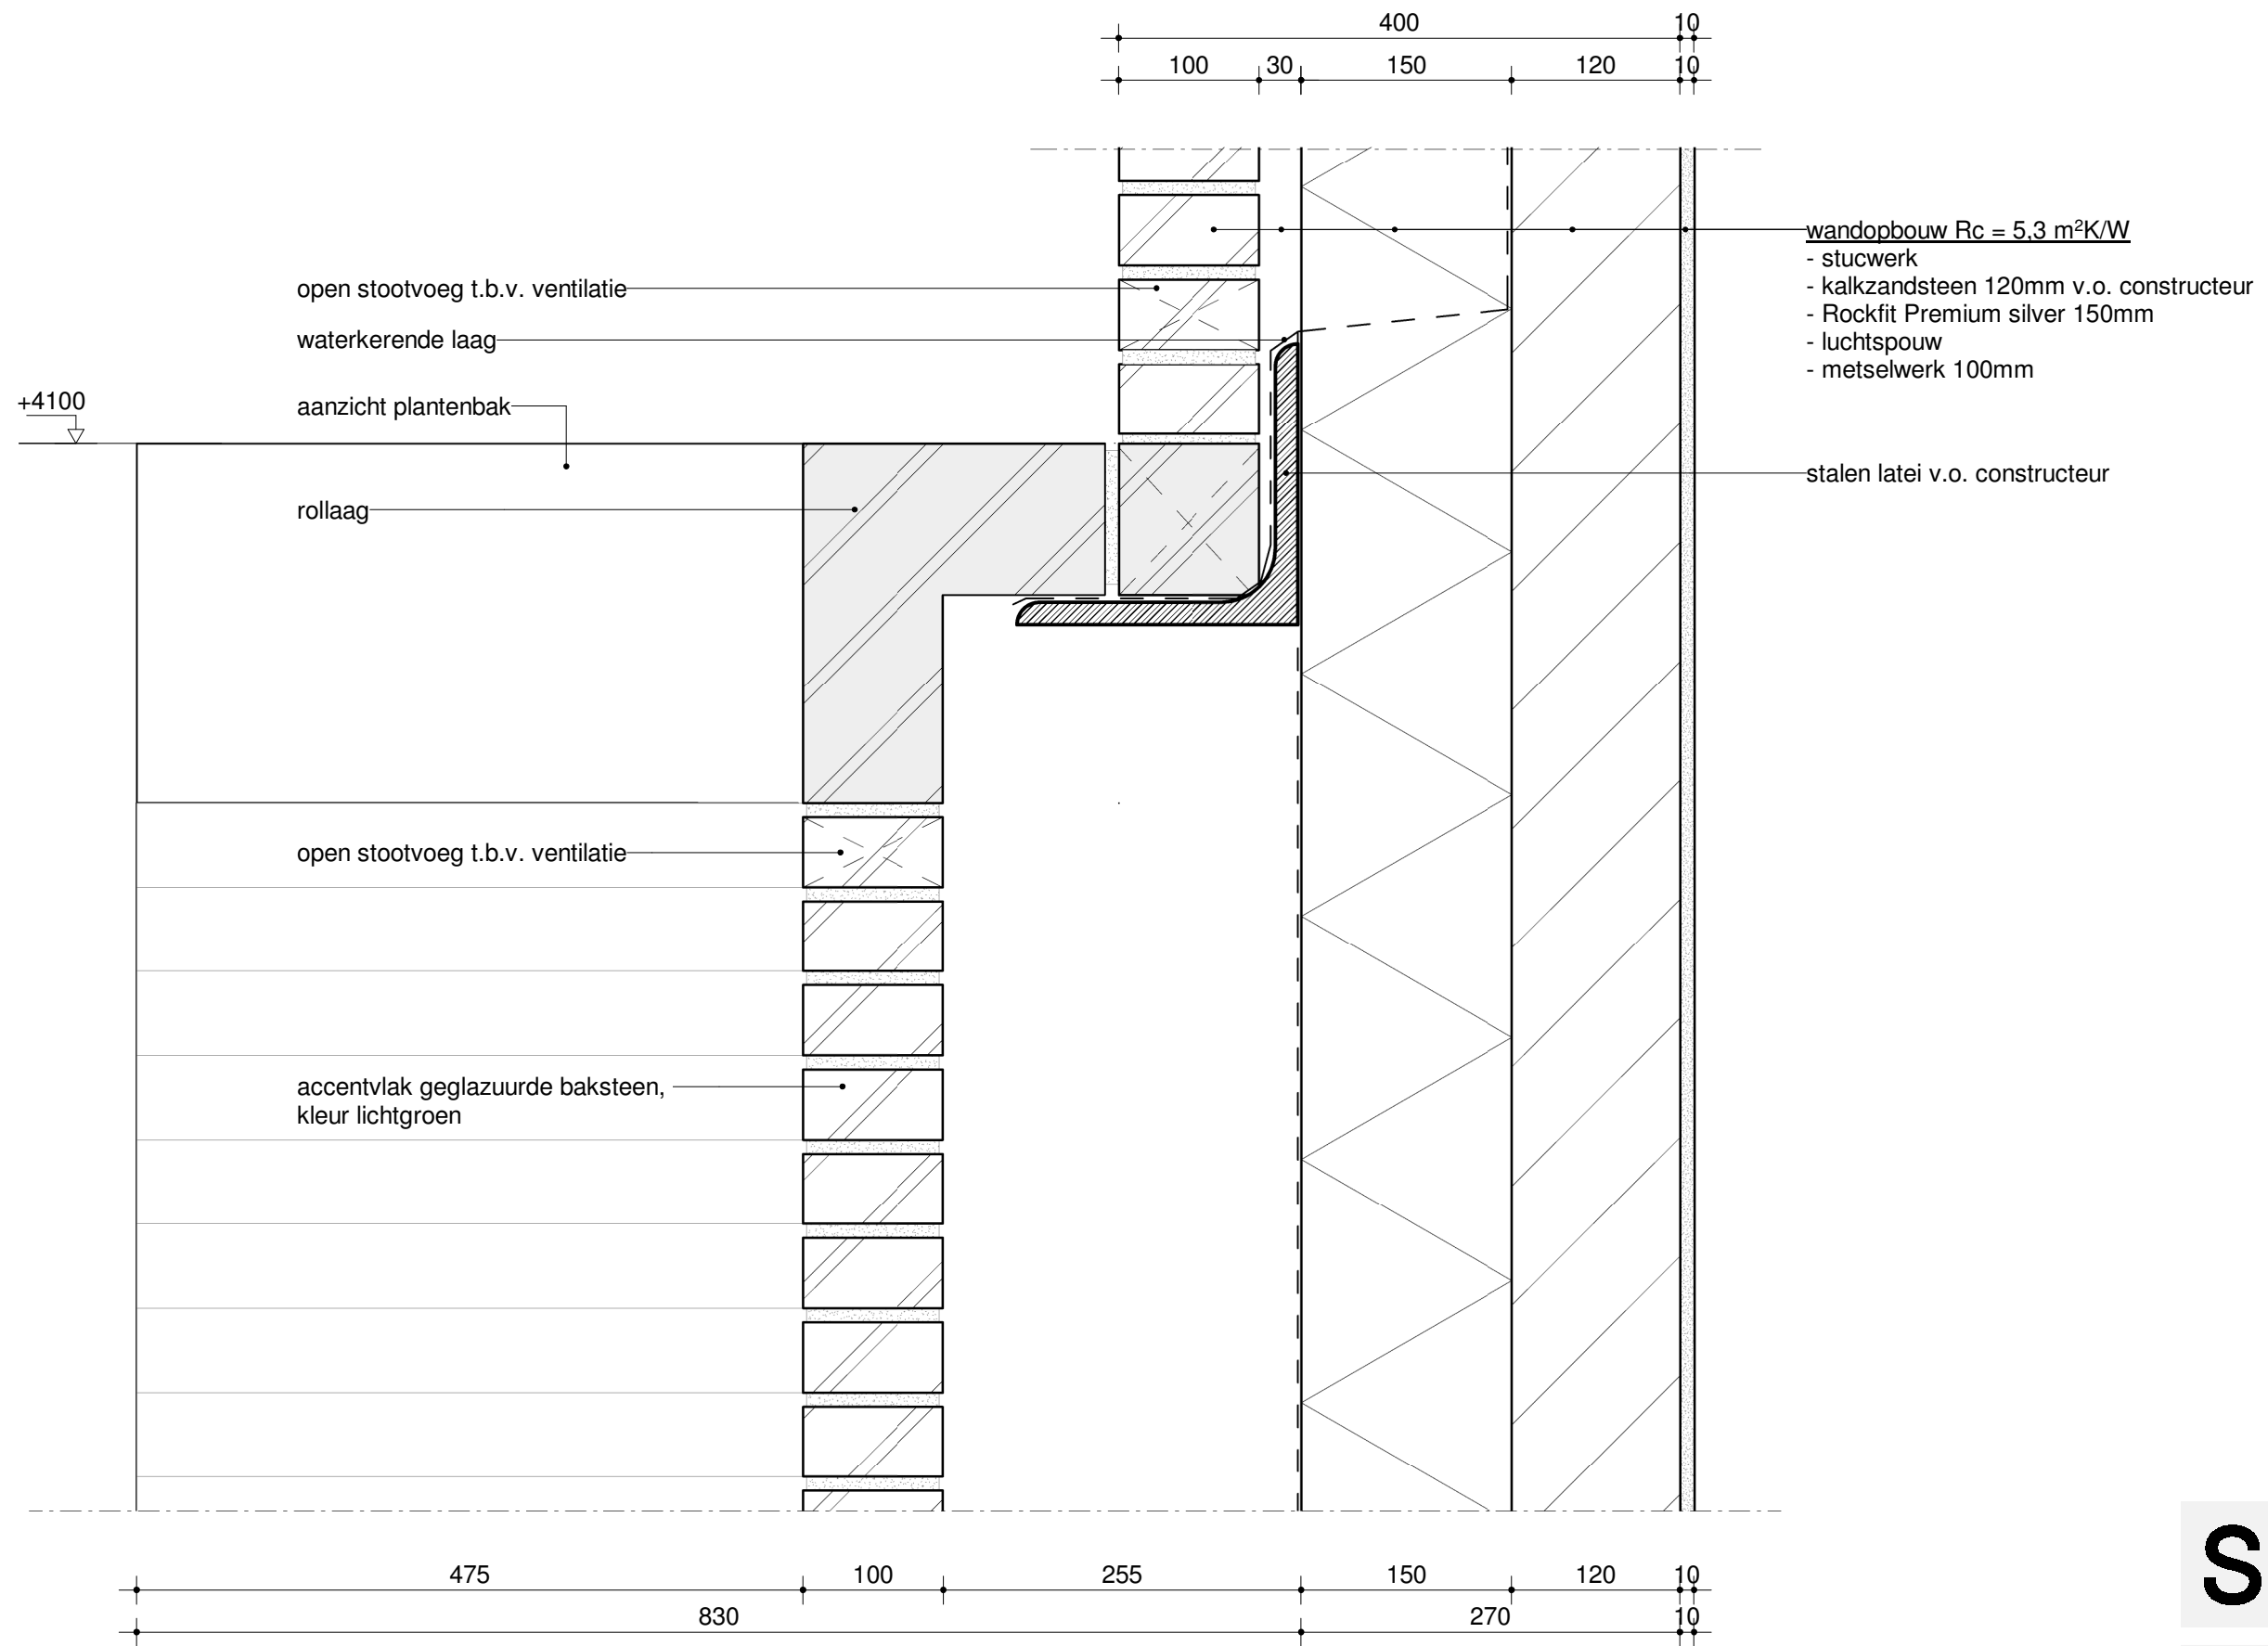 400 10
100 30 150 120 10
wandopbouw Rc = 5,3 m²K/W
- stucwerk
- kalkzandsteen 120mm v.o. constructeur
- Rockfit Premium silver 150mm
- luchtspouw
- metselwerk 100mm
open stootvoeg t.b.v. ventilatie
waterkerende laag
+4100
aanzicht plantenbak
stalen latei v.o. constructeur
rollaag
open stootvoeg t.b.v. ventilatie
accentvlak geglazuurde baksteen,
kleur lichtgroen
S
475 100 255 150 120 10
830 270 10